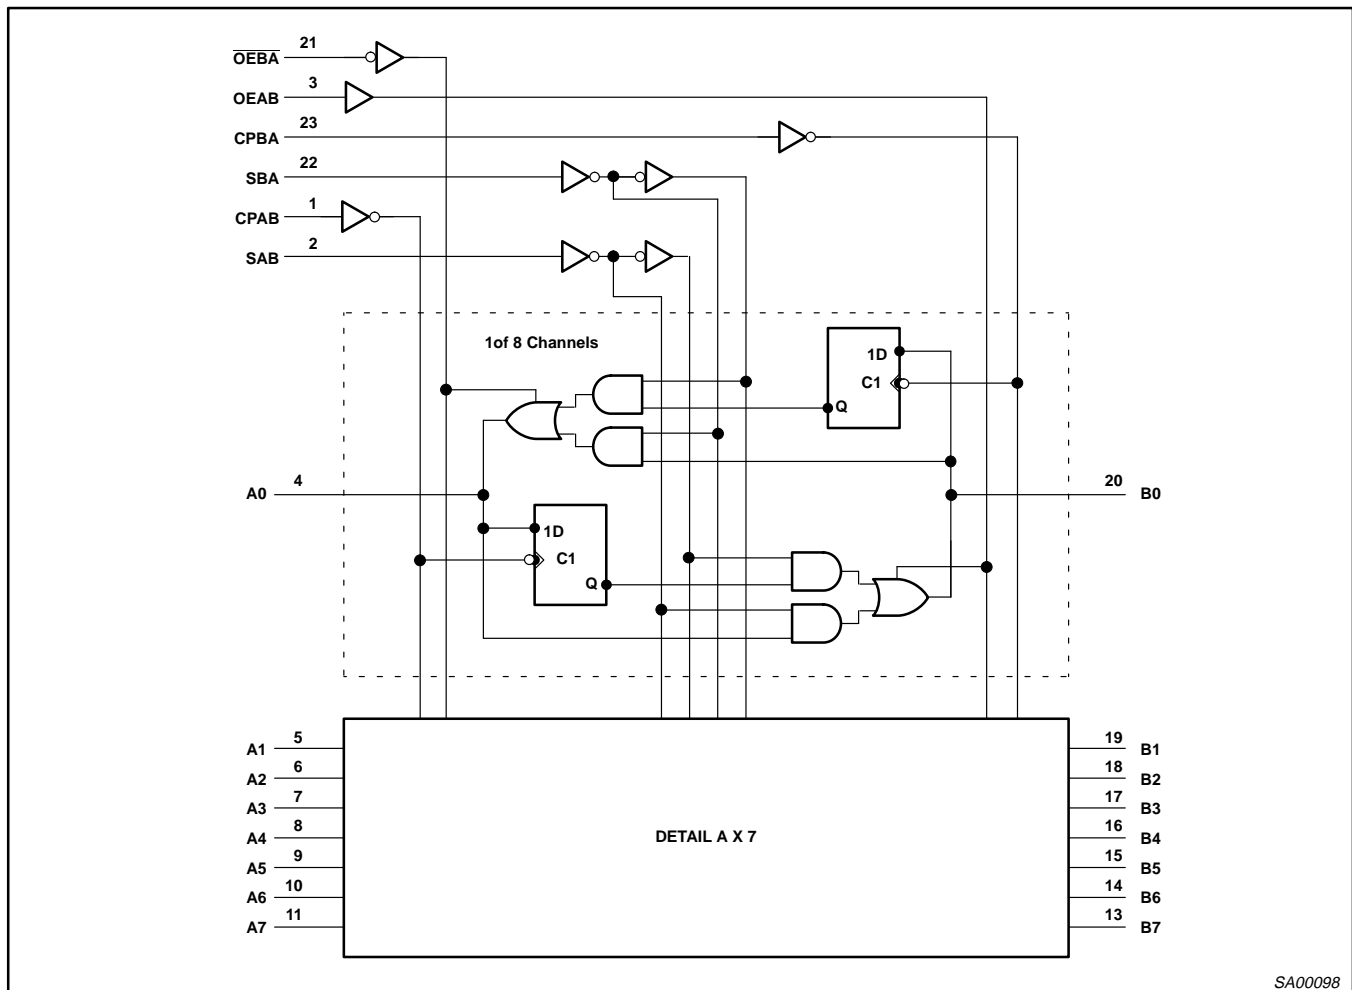 OEBA 21
OEAB 3
CPBA 23
SBA 22
CPAB 1
SAB 2
1of 8 Channels
1D
C1
Q
A0 4
20 B0
1D
C1
Q
A1 5
A2 6
A3 7
A4 8
A5 9
A6 10
A7 11
DETAIL A X 7
19 B1
18 B2
17 B3
16 B4
15 B5
14 B6
13 B7
SA00098